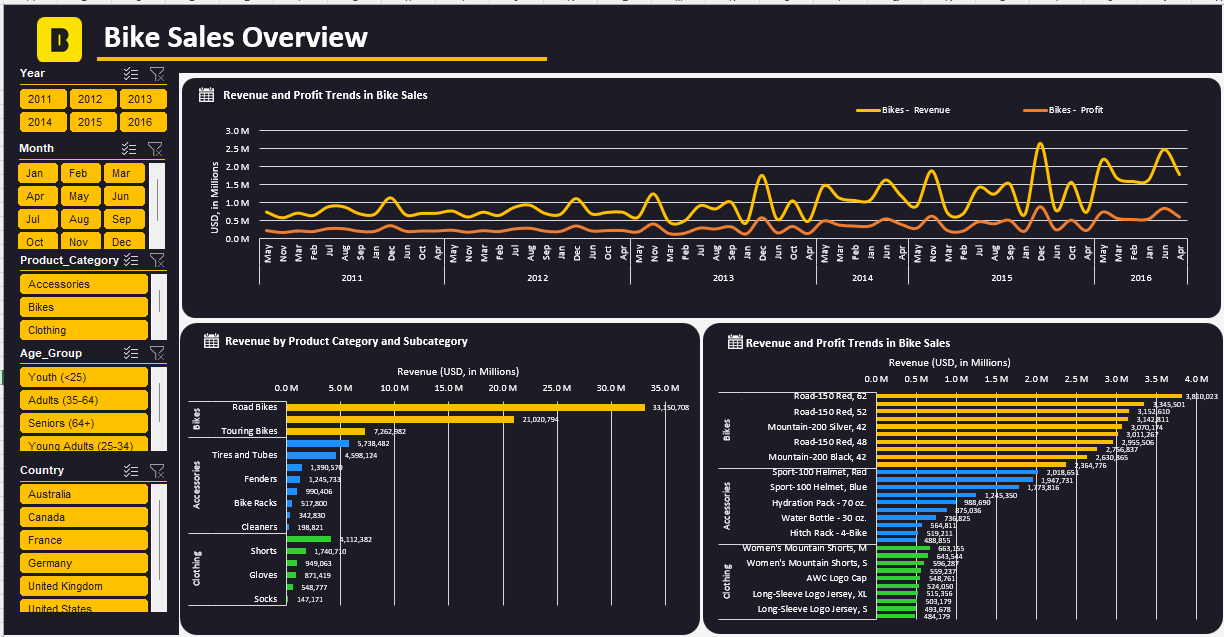 B
Bike Sales Overview
Year
2011 2012 2013
2014 2015 2016
Month
Jan Feb Mar
Apr May Jun
Jul Aug Sep
Oct Nov Dec
Product_Category
Accessories
Bikes
Clothing
Age_Group
Youth (<25)
Adults (35-64)
Seniors (64+)
Young Adults (25-34)
Country
Australia
Canada
France
Germany
United Kingdom
United States
Revenue and Profit Trends in Bike Sales
Bikes - Revenue Bikes - Profit
USD, in Millions
3.0 M
2.5 M
2.0 M
1.5 M
1.0 M
0.5 M
0.0 M
May Nov Mar Feb Jul Aug Sep Jan Dec Jun Oct Apr May Nov Mar Feb Jul Aug Sep Jan Dec Jun Oct Apr May Nov Mar Feb Jul Aug Sep Jan Dec Jun Oct Apr May Mar Feb Jan Jun Apr May Nov Mar Feb Jul Aug Sep Jan Dec Jun Oct Apr May Mar Feb Jan Jun Apr
2011 2012 2013 2014 2015 2016
Revenue by Product Category and Subcategory
Revenue (USD, in Millions)
0.0 M 5.0 M 10.0 M 15.0 M 20.0 M 25.0 M 30.0 M 35.0 M
Bikes
Road Bikes 33,150,708
21,020,794
Touring Bikes 7,262,982
Accessories
5,738,482
Tires and Tubes 4,598,124
1,390,570
Fenders 1,245,733
990,406
Bike Racks 517,800
342,830
Cleaners 198,821
Clothing
4,112,382
Shorts 1,740,710
949,063
Gloves 871,419
548,777
Socks 147,171
Revenue and Profit Trends in Bike Sales
Revenue (USD, in Millions)
0.0 M 0.5 M 1.0 M 1.5 M 2.0 M 2.5 M 3.0 M 3.5 M 4.0 M
Bikes
Road-150 Red, 62 3,810,023
3,345,501
Road-150 Red, 52 3,152,610
3,142,811
Mountain-200 Silver, 42 3,070,174
3,011,267
Road-150 Red, 48 2,955,506
2,756,837
Mountain-200 Black, 42 2,630,865
2,364,776
Accessories
Sport-100 Helmet, Red 2,018,651
1,947,731
Sport-100 Helmet, Blue 1,773,816
1,245,350
Hydration Pack - 70 oz. 988,690
875,036
Water Bottle - 30 oz. 736,825
564,811
Hitch Rack - 4-Bike 519,211
488,855
Clothing
Women's Mountain Shorts, M 663,155
643,544
Women's Mountain Shorts, S 596,287
559,237
AWC Logo Cap 548,761
524,050
Long-Sleeve Logo Jersey, XL 515,356
503,179
Long-Sleeve Logo Jersey, S 493,678
484,179